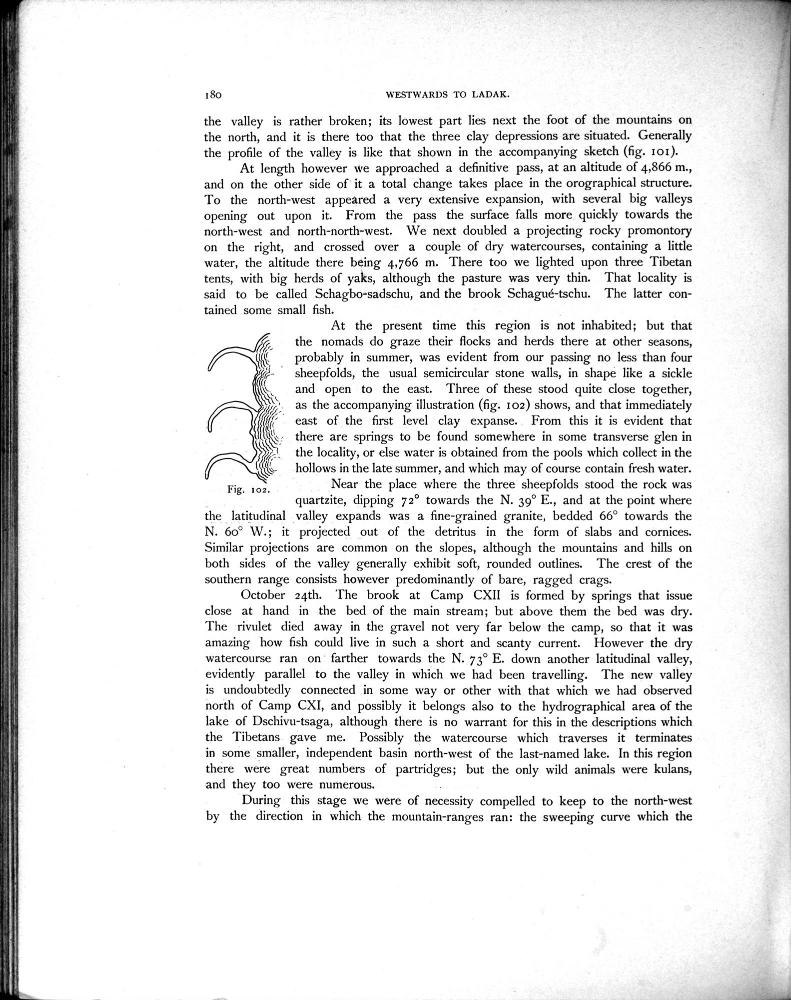 180
WESTWARDS TO LADAK.
the valley is rather broken; its lowest part lies next the foot of the mountains on
the north, and it is there too that the three clay depressions are situated. Generally
the profile of the valley is like that shown in the accompanying sketch (fig. 101).
At length however we approached a definitive pass, at an altitude of 4,866 m.,
and on the other side of it a total change takes place in the orographical structure.
To the north-west appeared a very extensive expansion, with several big valleys
opening out upon it. From the pass the surface falls more quickly towards the
north-west and north-north-west. We next doubled a projecting rocky promontory
on the right, and crossed over a couple of dry watercourses, containing a little
water, the altitude there being 4,766 m. There too we lighted upon three Tibetan
tents, with big herds of yaks, although the pasture was very thin. That locality is
said to be called Schagbo-sadschu, and the brook Schagué-tschu. The latter con-
tained some small fish.
At the present time this region is not inhabited; but that
the nomads do graze their flocks and herds there at other seasons,
probably in summer, was evident from our passing no less than four
sheepfolds, the usual semicircular stone walls, in shape like a sickle
and open to the east. Three of these stood quite close together,
as the accompanying illustration (fig. 102) shows, and that immediately
east of the first level clay expanse. From this it is evident that
there are springs to be found somewhere in some transverse glen in
the locality, or else water is obtained from the pools which collect in the
hollows in the late summer, and which may of course contain fresh water.
Fig. 102.
Near the place where the three sheepfolds stood the rock was
quartzite, dipping 72° towards the N. 39° E., and at the point where
the latitudinal valley expands was a fine-grained granite, bedded 66° towards the
N. 60° W.; it projected out of the detritus in the form of slabs and cornices.
Similar projections are common on the slopes, although the mountains and hills on
both sides of the valley generally exhibit soft, rounded outlines. The crest of the
southern range consists however predominantly of bare, ragged crags.
October 24th. The brook at Camp CXII is formed by springs that issue
close at hand in the bed of the main stream; but above them the bed was dry.
The rivulet died away in the gravel not very far below the camp, so that it was
amazing how fish could live in such a short and scanty current. However the dry
watercourse ran on farther towards the N. 73° E. down another latitudinal valley,
evidently parallel to the valley in which we had been travelling. The new valley
is undoubtedly connected in some way or other with that which we had observed
north of Camp CXI, and possibly it belongs also to the hydrographical area of the
lake of Dschivu-tsaga, although there is no warrant for this in the descriptions which
the Tibetans gave me. Possibly the watercourse which traverses it terminates
in some smaller, independent basin north-west of the last-named lake. In this region
there were great numbers of partridges; but the only wild animals were kulans,
and they too were numerous.
During this stage we were of necessity compelled to keep to the north-west
by the direction in which the mountain-ranges ran: the sweeping curve which the